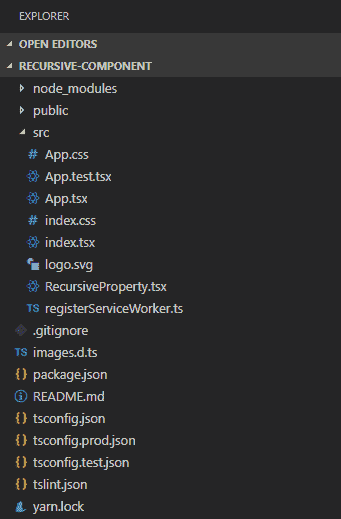 EXPLORER
OPEN EDITORS
RECURSIVE-COMPONENT
node_modules
public
src
# App.css
App.test.tsx
App.tsx
# index.css
index.tsx
logo.svg
RecursiveProperty.tsx
TS registerServiceWorker.ts
.gitignore
TS images.d.ts
{} package.json
README.md
{} tsconfig.json
{} tsconfig.prod.json
{} tsconfig.test.json
{} tslint.json
yarn.lock